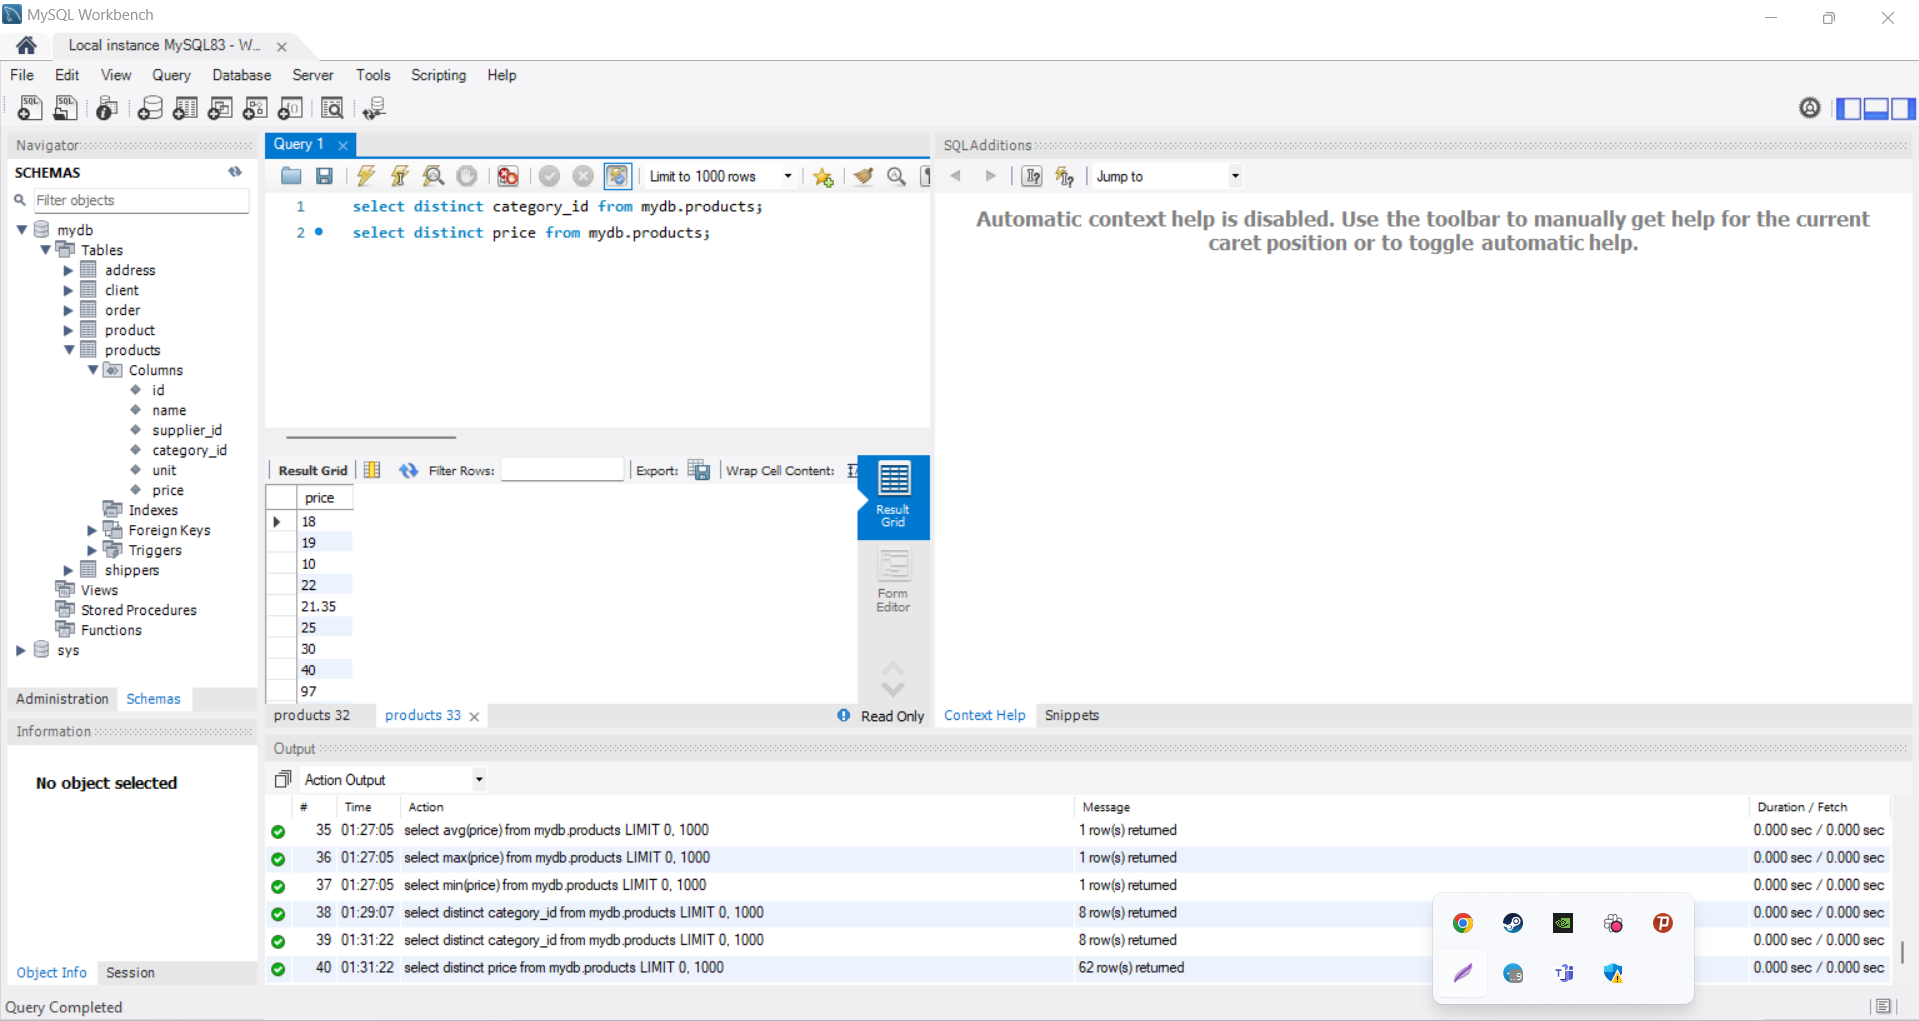 MySQL Workbench
Local instance MySQL83 - W...
File Edit View Query Database Server Tools Scripting Help
Navigator
SCHEMAS
Filter objects
mydb
Tables
address
client
order
product
products
Columns
id
name
supplier_id
category_id
unit
price
Indexes
Foreign Keys
Triggers
shippers
Views
Stored Procedures
Functions
sys
Administration Schemas
Information
No object selected
Object Info Session
Query Completed
Query 1
Limit to 1000 rows
1 select distinct category_id from mydb.products;
2 select distinct price from mydb.products;
Result Grid Filter Rows: Export: Wrap Cell Content:
price
18
19
10
22
21.35
25
30
40
97
Result Grid
Form Editor
products 32 products 33 Read Only
SQLAdditions
Jump to
Automatic context help is disabled. Use the toolbar to manually get help for the current
caret position or to toggle automatic help.
Context Help Snippets
Output
Action Output
# Time Action Message Duration / Fetch
35 01:27:05 select avg(price) from mydb.products LIMIT 0, 1000 1 row(s) returned 0.000 sec / 0.000 sec
36 01:27:05 select max(price) from mydb.products LIMIT 0, 1000 1 row(s) returned 0.000 sec / 0.000 sec
37 01:27:05 select min(price) from mydb.products LIMIT 0, 1000 1 row(s) returned 0.000 sec / 0.000 sec
38 01:29:07 select distinct category_id from mydb.products LIMIT 0, 1000 8 row(s) returned 0.000 sec / 0.000 sec
39 01:31:22 select distinct category_id from mydb.products LIMIT 0, 1000 8 row(s) returned 0.000 sec / 0.000 sec
40 01:31:22 select distinct price from mydb.products LIMIT 0, 1000 62 row(s) returned 0.000 sec / 0.000 sec